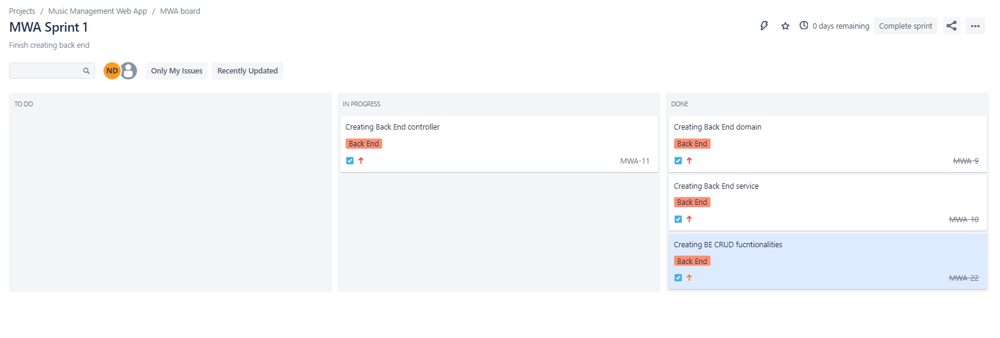 Projects / Music Management Web App / MWA board
MWA Sprint 1
0 days remaining
Complete sprint
Finish creating back end
ND
Only My Issues
Recently Updated
TO DO
IN PROGRESS
Creating Back End controller
Back End
MWA-11
DONE
Creating Back End domain
Back End
MWA-9
Creating Back End service
Back End
MWA-10
Creating BE CRUD fucntionalities
Back End
MWA-22